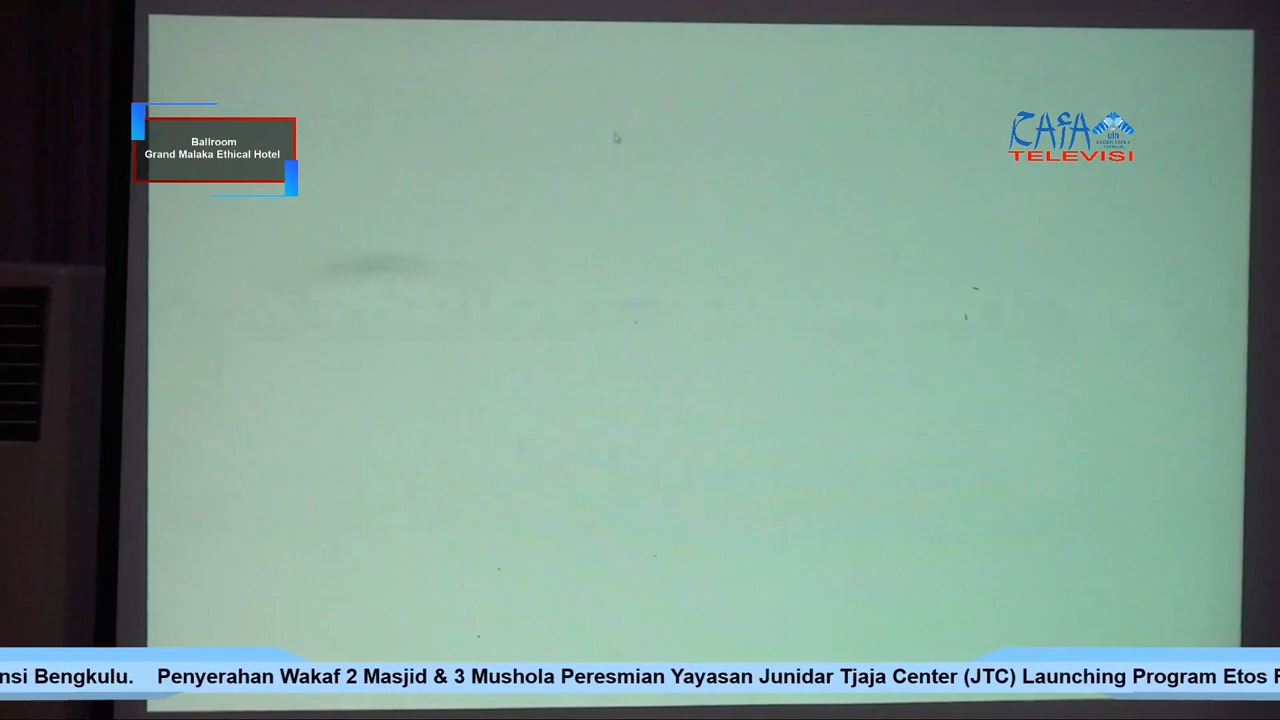 Ballroom
Grand Malaka Ethical Hotel
RAFA
TELEVISI
nsi Bengkulu. Penyerahan Wakaf 2 Masjid & 3 Mushola Peresmian Yayasan Junidar Tjaja Center (JTC) Launching Program Etos